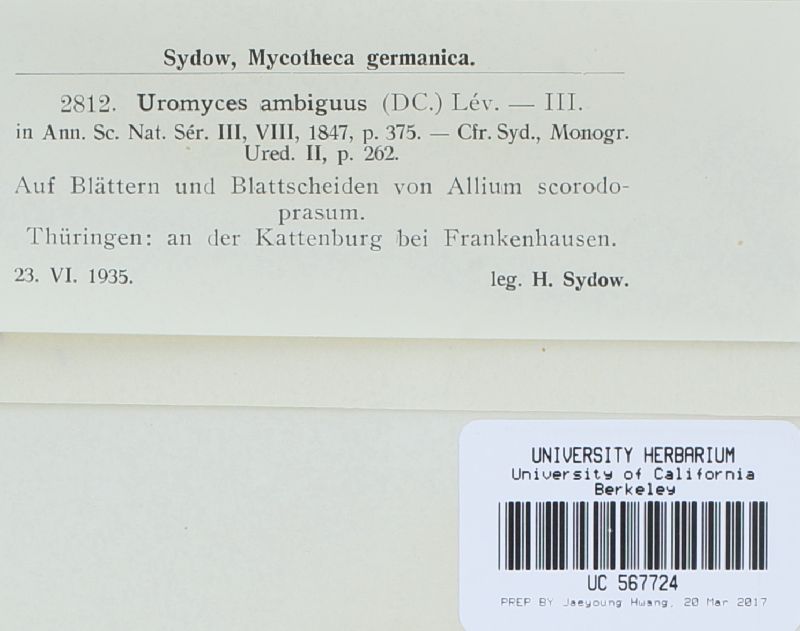 Sydow, Mycotheca germanica.
2812. Uromyces ambiguus (DC.) Lév. — III.
in Ann. Sc. Nat. Sér. III, VIII, 1847, p. 375. — Cfr. Syd., Monogr.
Ured. II, p. 262.
Auf Blättern und Blattscheiden von Allium scorodo-
prasum.
Thüringen: an der Kattenburg bei Frankenhausen.
23. VI. 1935. leg. H. Sydow.
UNIVERSITY HERBARIUM
University of California
Berkeley
UC 567724
PREP BY Jaeyoung Hwang, 20 Mar 2017